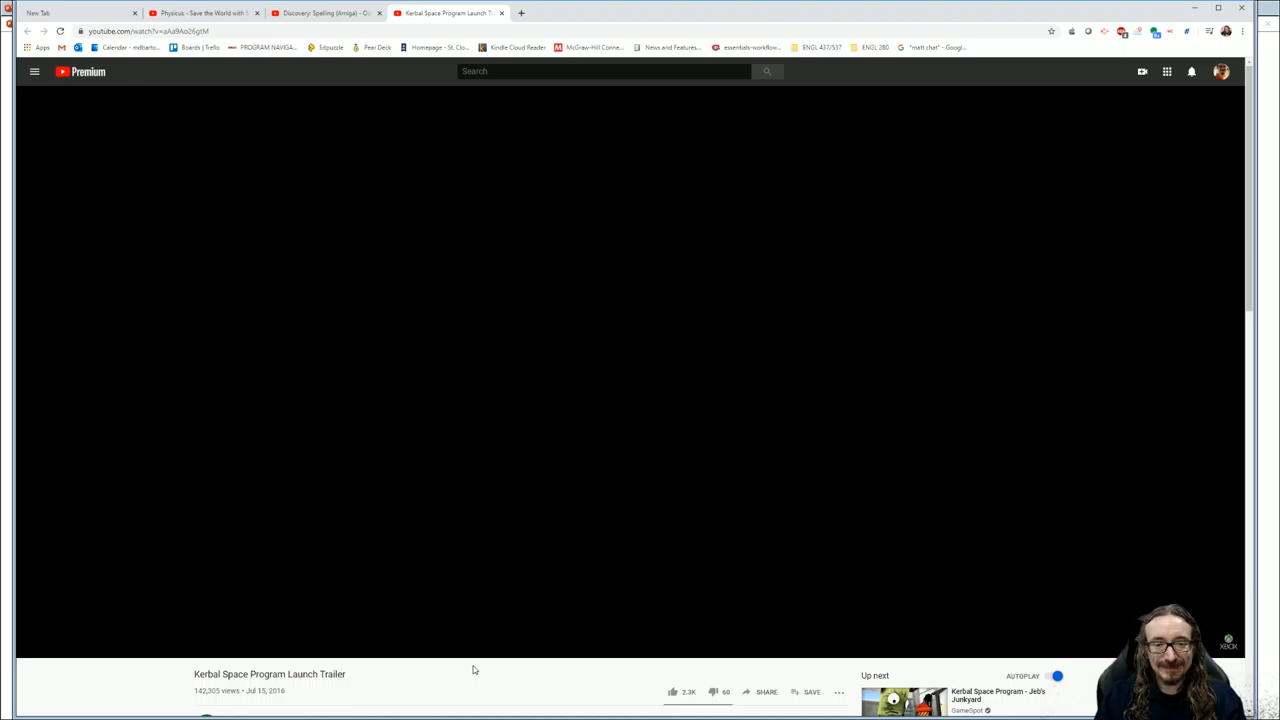 New Tab
Physicus - Save the World with S
Discovery: Spelling (Amiga) - Ou
Kerbal Space Program Launch Tr
youtube.com/watch?v=aAa9Ao26gtM
Apps
Calendar - mdbarto...
Boards | Trello
PROGRAM NAVIGA...
Edpuzzle
Pear Deck
Homepage - St. Clo...
Kindle Cloud Reader
McGraw-Hill Conne...
News and Features...
essentials-workflow...
ENGL 437/537
ENGL 280
"matt chat" - Googl...
Premium
Search
XBOX
Kerbal Space Program Launch Trailer
142,305 views • Jul 15, 2016
2.3K
60
SHARE
SAVE
Up next
AUTOPLAY
Kerbal Space Program - Jeb's
Junkyard
GameSpot